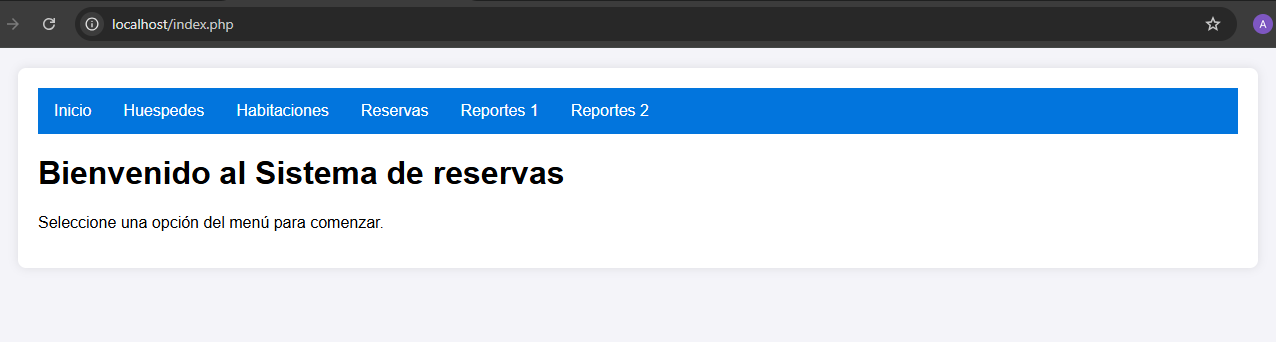 localhost/index.php
A
Inicio Huespedes Habitaciones Reservas Reportes 1 Reportes 2
Bienvenido al Sistema de reservas
Seleccione una opción del menú para comenzar.